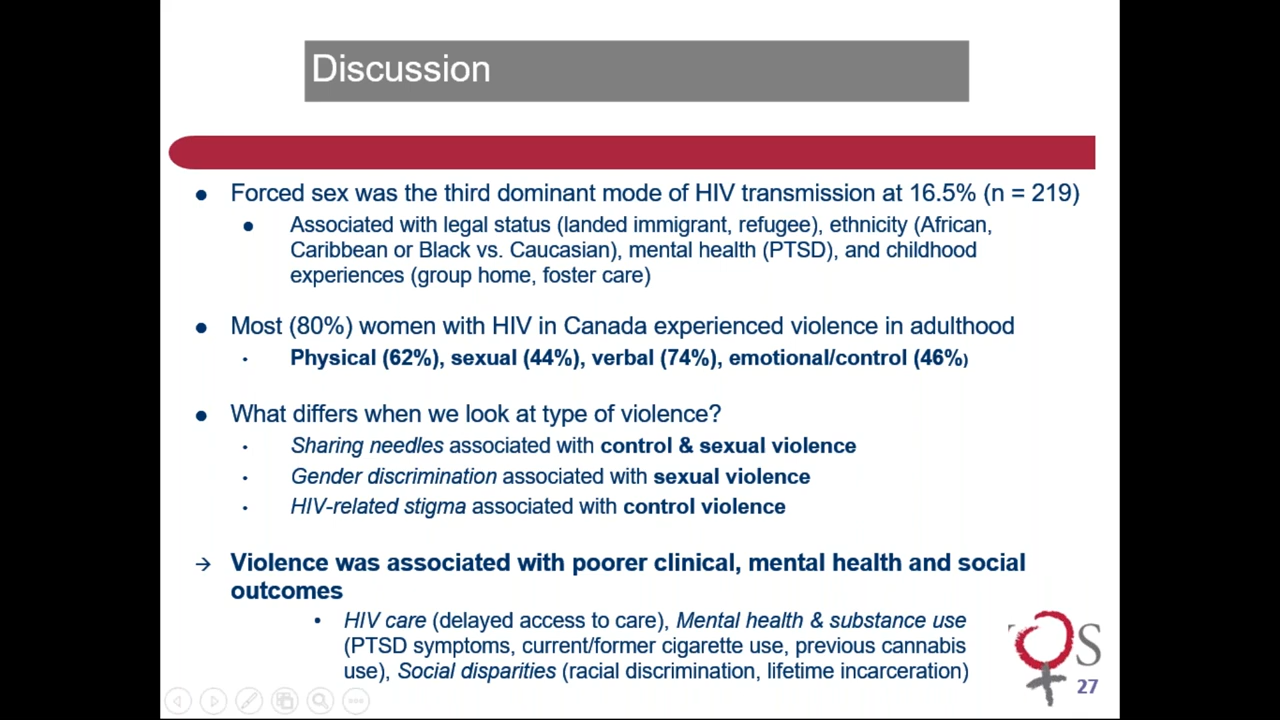 Discussion
• Forced sex was the third dominant mode of HIV transmission at 16.5% (n = 219)
• Associated with legal status (landed immigrant, refugee), ethnicity (African,
Caribbean or Black vs. Caucasian), mental health (PTSD), and childhood
experiences (group home, foster care)
• Most (80%) women with HIV in Canada experienced violence in adulthood
• Physical (62%), sexual (44%), verbal (74%), emotional/control (46%)
• What differs when we look at type of violence?
• Sharing needles associated with control & sexual violence
• Gender discrimination associated with sexual violence
• HIV-related stigma associated with control violence
→ Violence was associated with poorer clinical, mental health and social
outcomes
• HIV care (delayed access to care), Mental health & substance use
(PTSD symptoms, current/former cigarette use, previous cannabis
use), Social disparities (racial discrimination, lifetime incarceration)
27